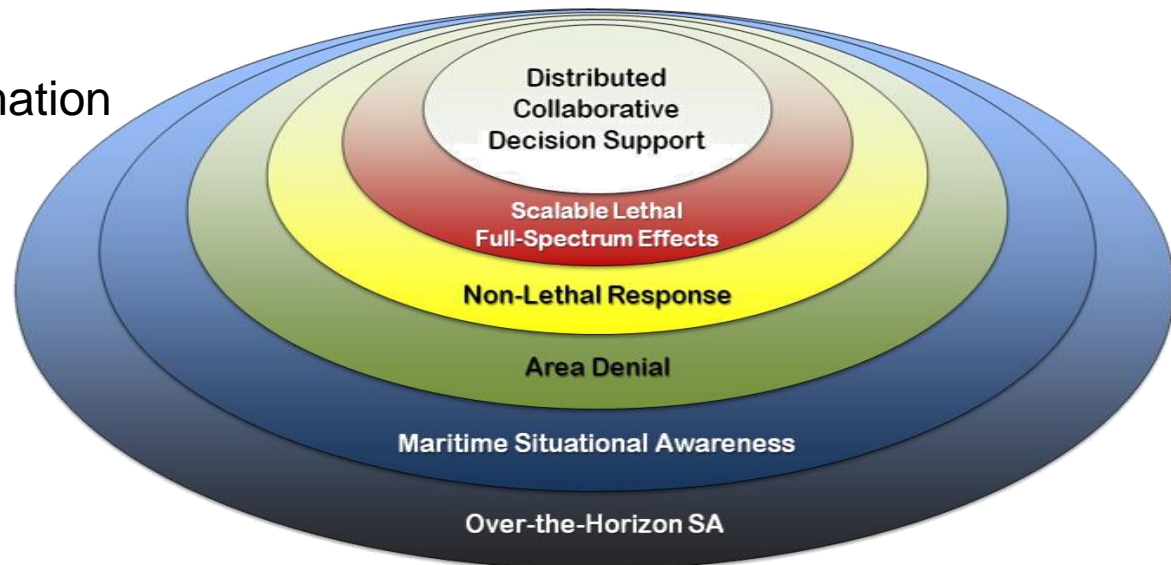 Distributed
Collaborative
Decision Support
Scalable Lethal
Full-Spectrum Effects
Non-Lethal Response
Area Denial
Maritime Situational Awareness
Over-the-Horizon SA